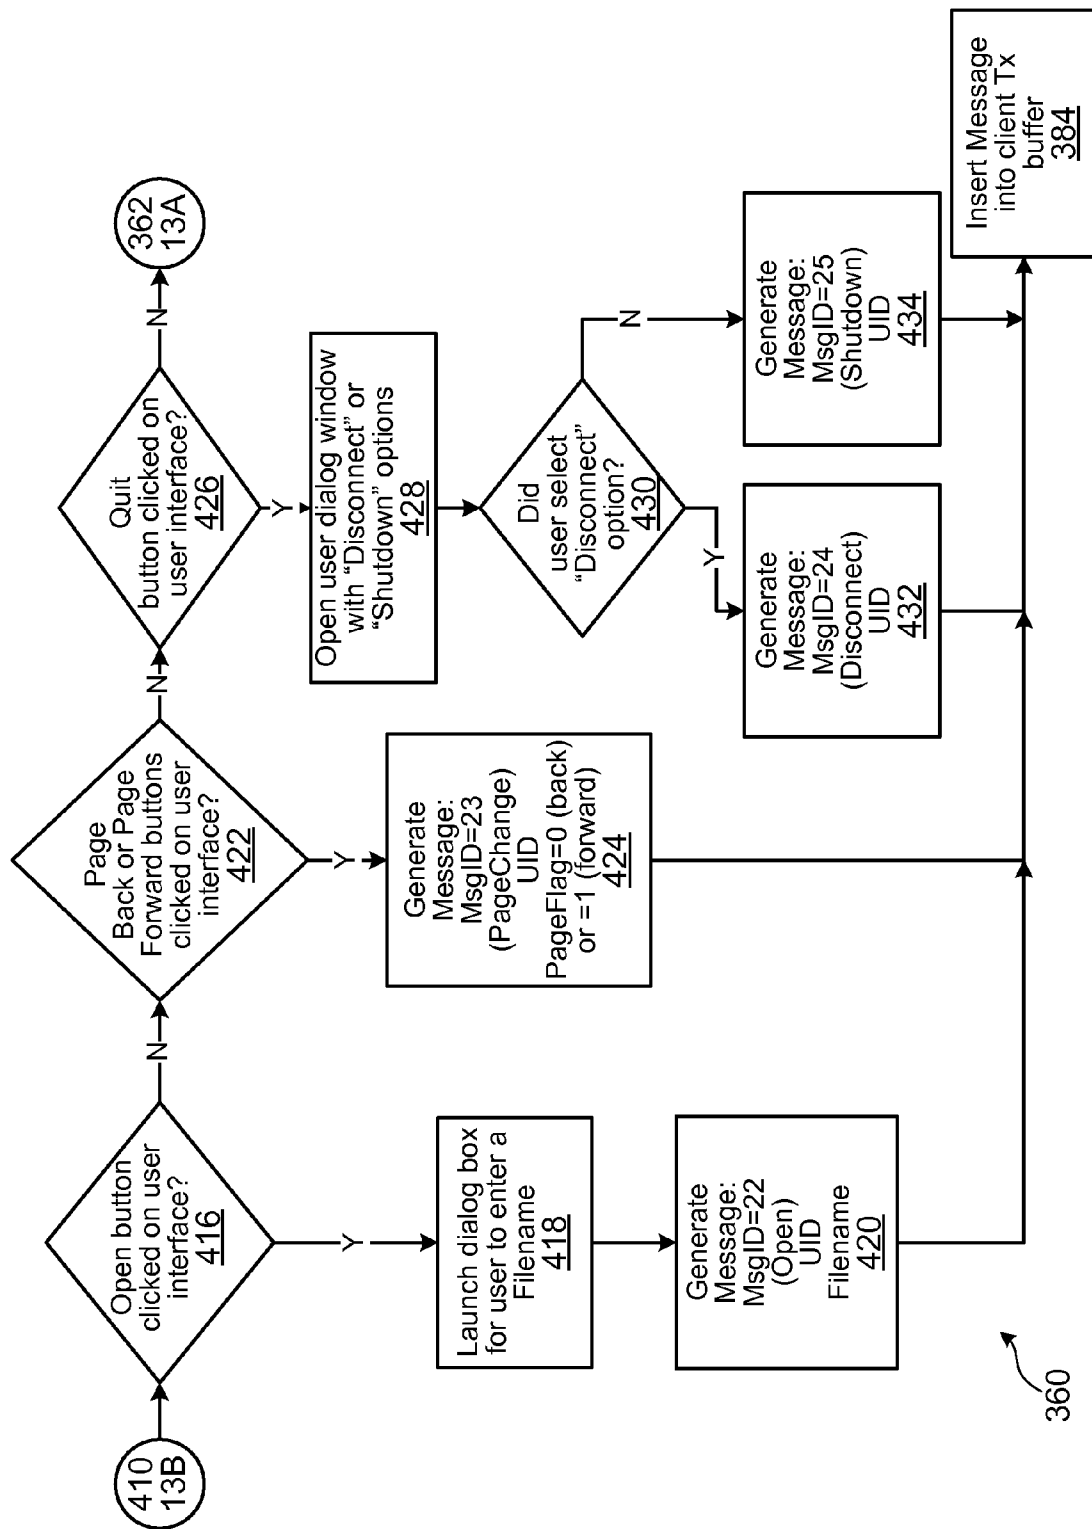 410
13B
Open button
clicked on user
interface?
416
N
Page
Back or Page
Forward buttons
clicked on user
interface?
422
N
Quit
button clicked on
user interface?
426
N
362
13A
Y
Launch dialog box
for user to enter a
Filename
418
Generate
Message:
MsgID=22
(Open)
UID
Filename
420
Y
Generate
Message:
MsgID=23
(PageChange)
UID
PageFlag=0 (back)
or =1 (forward)
424
Y
Open user dialog window
with “Disconnect” or
“Shutdown” options
428
Did
user select
“Disconnect”
option?
430
Y
N
Generate
Message:
MsgID=24
(Disconnect)
UID
432
Generate
Message:
MsgID=25
(Shutdown)
UID
434
Insert Message
into client Tx
buffer
384
360